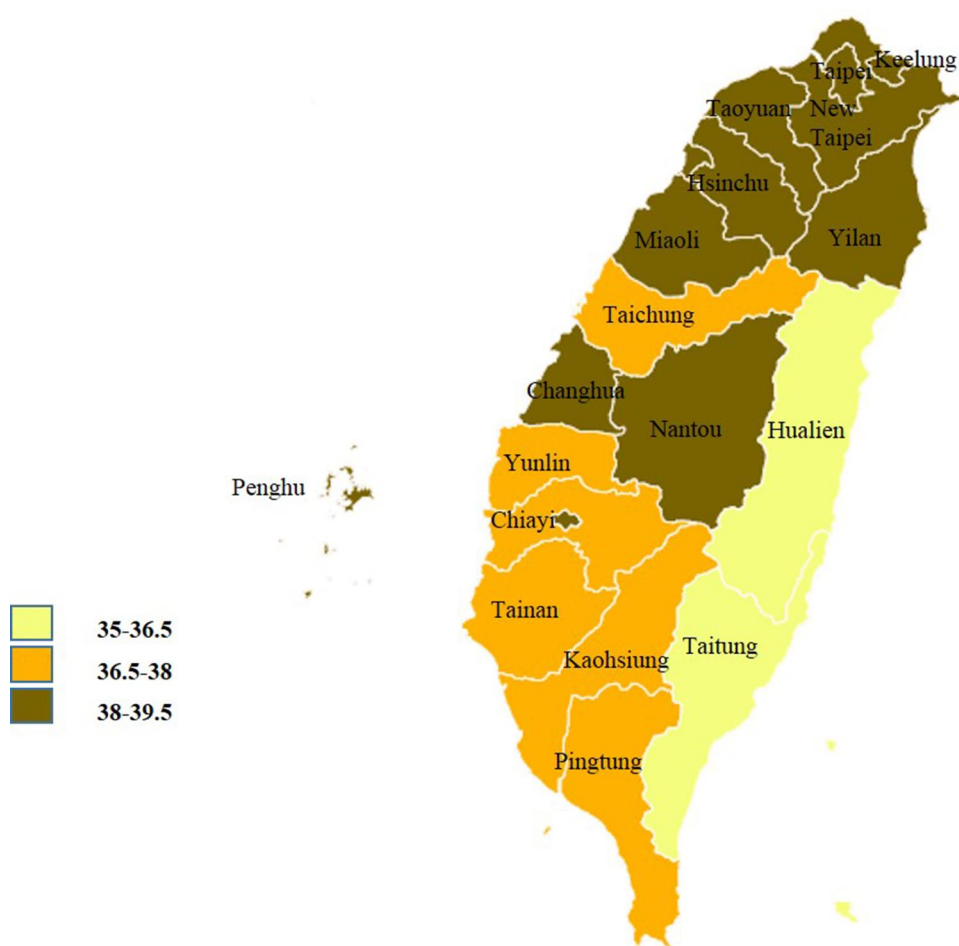 Keelung
Taipei
Taoyuan
New
Taipei
Hsinchu
Miaoli
Yilan
Taichung
Changhua
Nantou
Hualien
Yunlin
Penghu
Chiayi
Tainan
Taitung
Kaohsiung
Pingtung
35-36.5
36.5-38
38-39.5